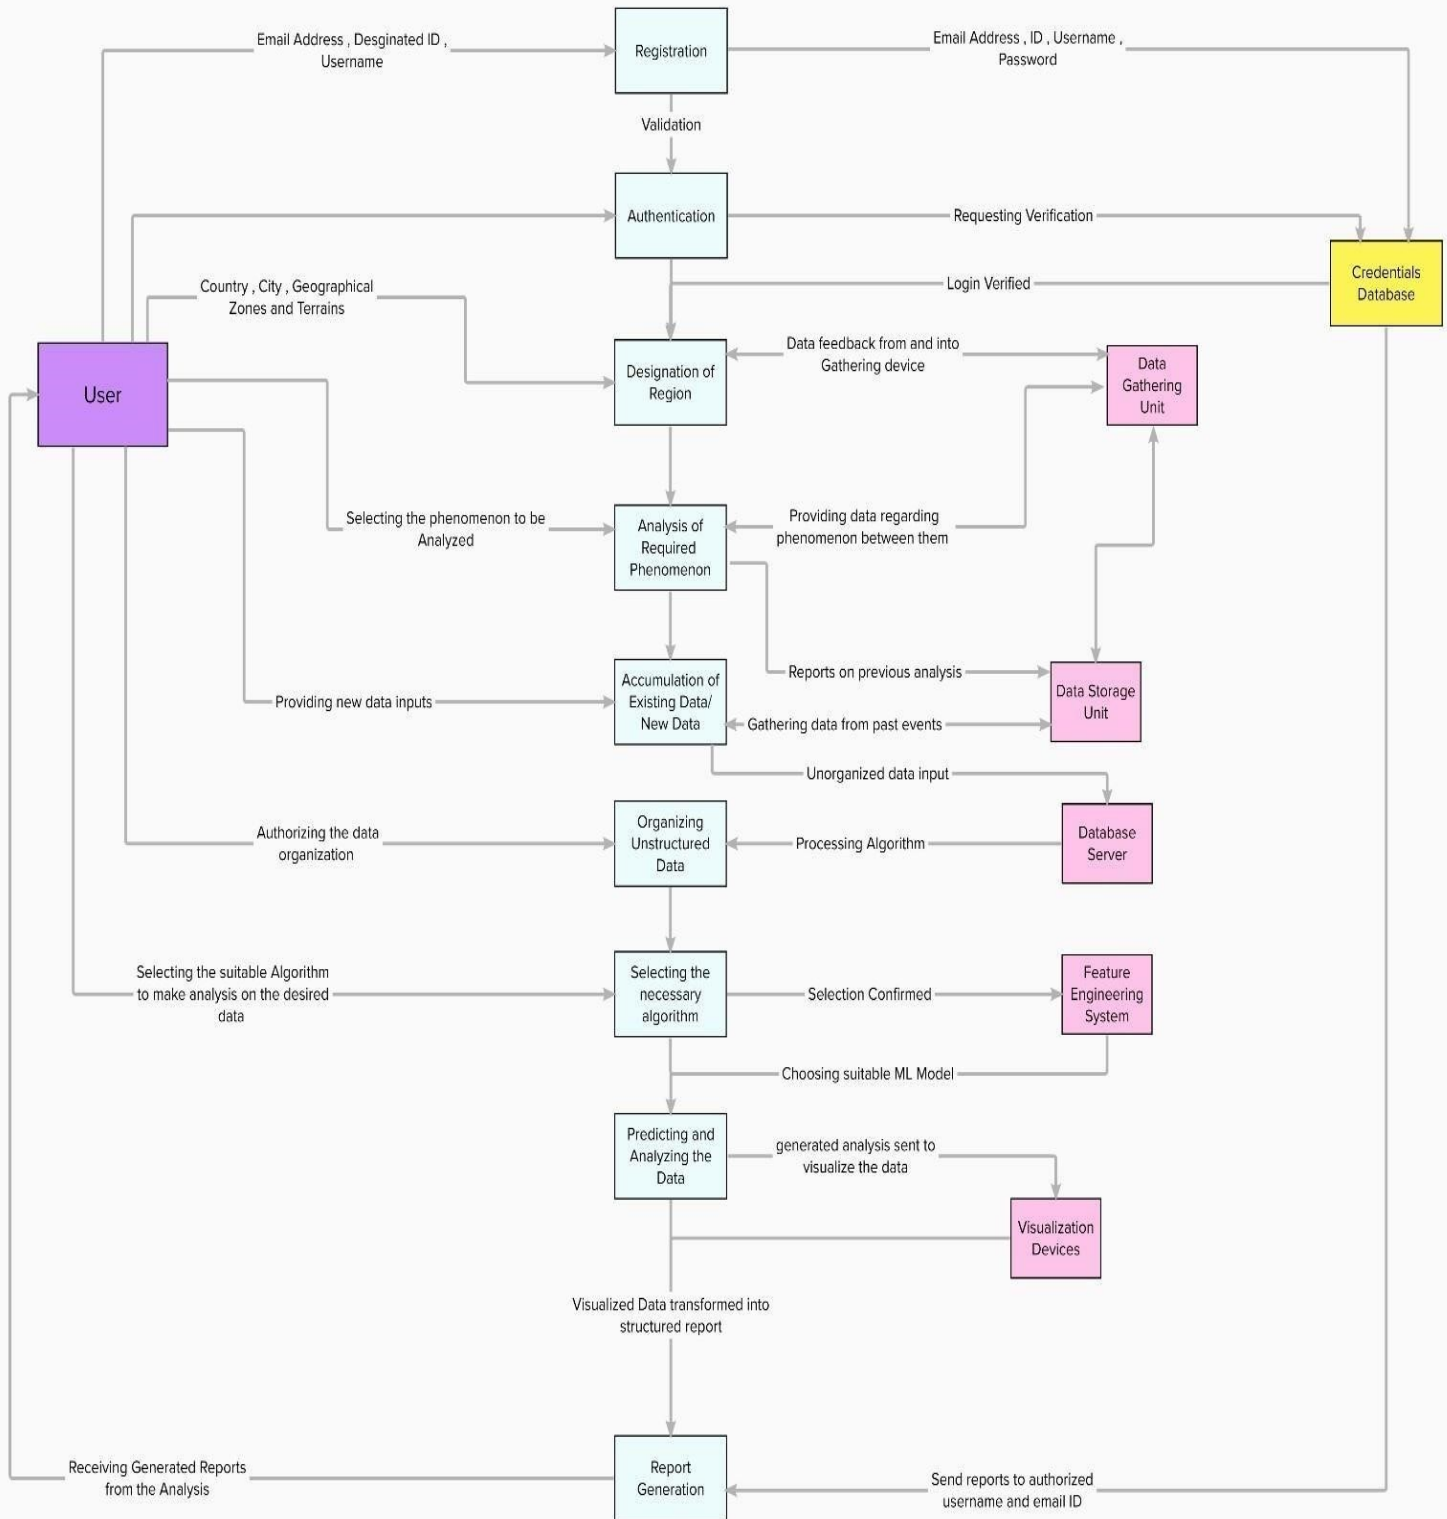 Email Address , Desginated ID ,
Username
Registration
Email Address , ID , Username ,
Password
Validation
Authentication
Requesting Verification
Credentials
Database
Login Verified
Country , City , Geographical
Zones and Terrains
User
Designation of
Region
Data feedback from and into
Gathering device
Data
Gathering
Unit
Selecting the phenomenon to be
Analyzed
Analysis of
Required
Phenomenon
Providing data regarding
phenomenon between them
Reports on previous analysis
Data Storage
Unit
Providing new data inputs
Accumulation of
Existing Data/
New Data
Gathering data from past events
Unorganized data input
Authorizing the data
organization
Organizing
Unstructured
Data
Processing Algorithm
Database
Server
Selecting the suitable Algorithm
to make analysis on the desired
data
Selecting the
necessary
algorithm
Selection Confirmed
Feature
Engineering
System
Choosing suitable ML Model
Predicting and
Analyzing the
Data
generated analysis sent to
visualize the data
Visualization
Devices
Visualized Data transformed into
structured report
Receiving Generated Reports
from the Analysis
Report
Generation
Send reports to authorized
username and email ID